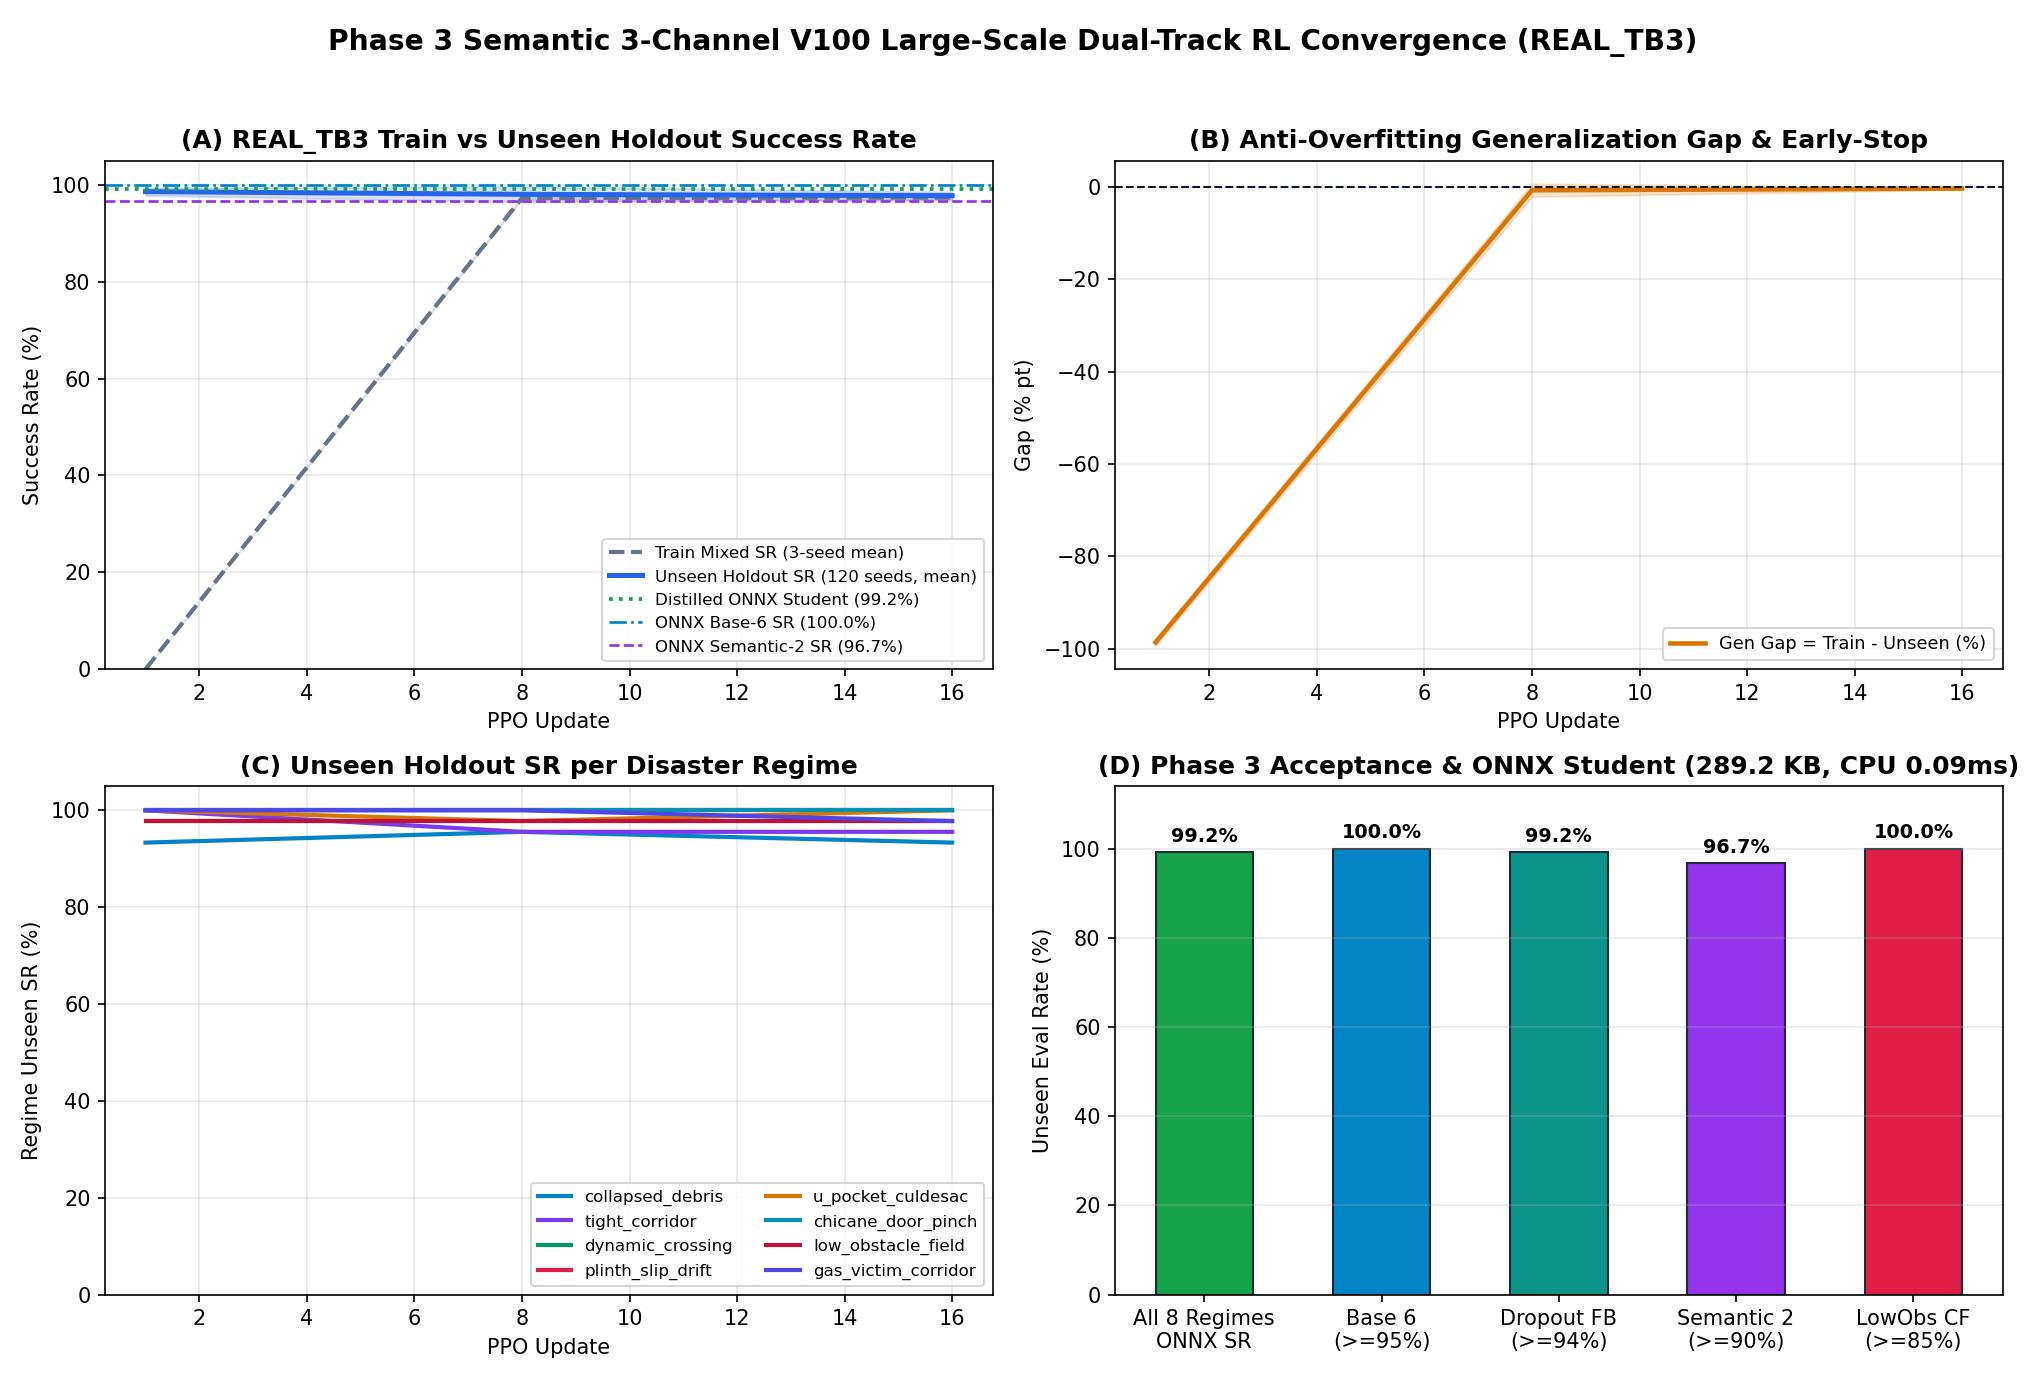 Phase 3 Semantic 3-Channel V100 Large-Scale Dual-Track RL Convergence (REAL_TB3)
(A) REAL_TB3 Train vs Unseen Holdout Success Rate
Success Rate (%)
100
80
60
40
20
0
2 4 6 8 10 12 14 16
PPO Update
Train Mixed SR (3-seed mean)
Unseen Holdout SR (120 seeds, mean)
Distilled ONNX Student (99.2%)
ONNX Base-6 SR (100.0%)
ONNX Semantic-2 SR (96.7%)
(B) Anti-Overfitting Generalization Gap & Early-Stop
Gap (% pt)
0
−20
−40
−60
−80
−100
2 4 6 8 10 12 14 16
PPO Update
Gen Gap = Train - Unseen (%)
(C) Unseen Holdout SR per Disaster Regime
Regime Unseen SR (%)
100
80
60
40
20
0
2 4 6 8 10 12 14 16
PPO Update
collapsed_debris
tight_corridor
dynamic_crossing
plinth_slip_drift
u_pocket_culdesac
chicane_door_pinch
low_obstacle_field
gas_victim_corridor
(D) Phase 3 Acceptance & ONNX Student (289.2 KB, CPU 0.09ms)
Unseen Eval Rate (%)
100
80
60
40
20
0
99.2%
100.0%
99.2%
96.7%
100.0%
All 8 Regimes
ONNX SR
Base 6
(>=95%)
Dropout FB
(>=94%)
Semantic 2
(>=90%)
LowObs CF
(>=85%)